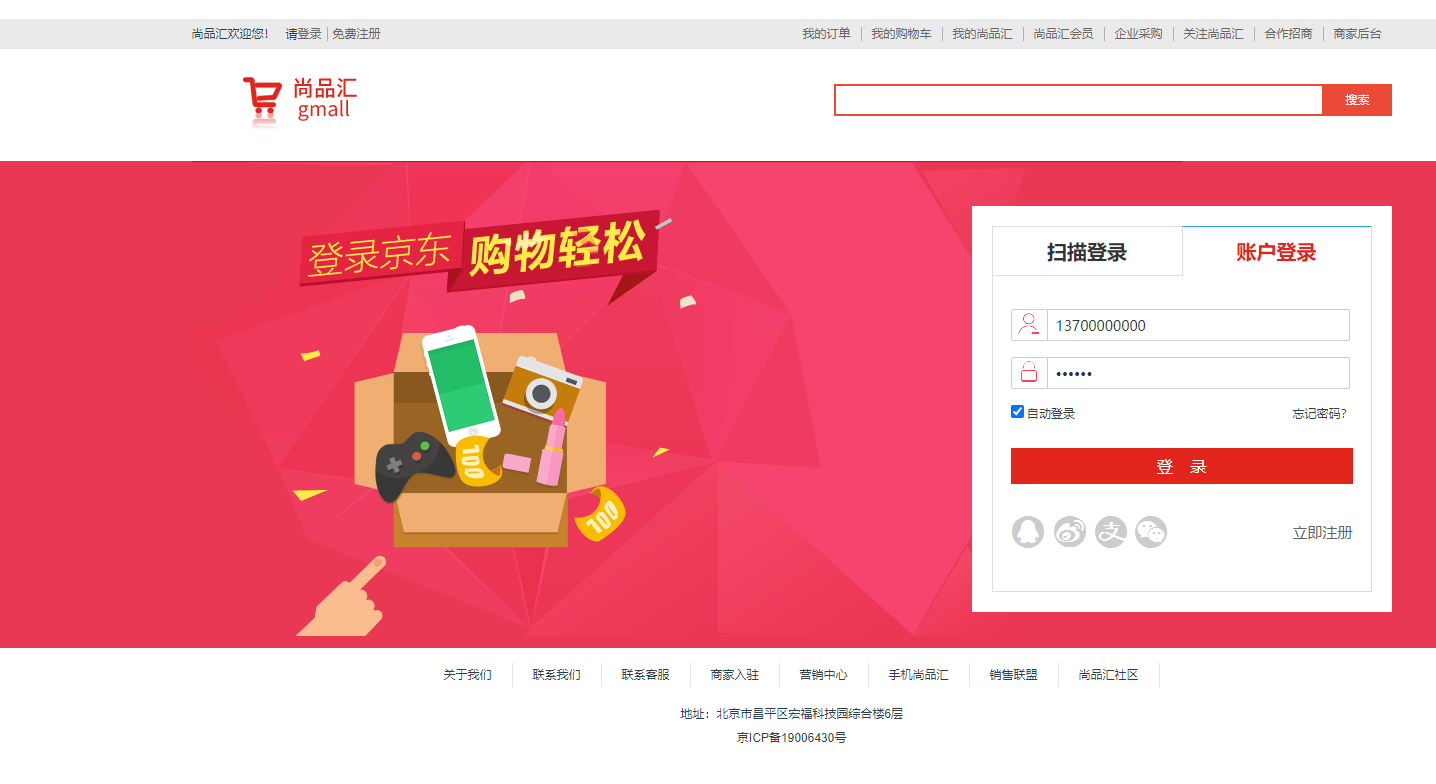 尚品汇欢迎您! 请登录 免费注册 我的订单 我的购物车 我的尚品汇 尚品汇会员 企业采购 关注尚品汇 合作招商 商家后台
尚品汇
gmall
搜索
登录京东 购物轻松
100
100
扫描登录 账户登录
13700000000
••••••
自动登录 忘记密码?
登 录
支
立即注册
关于我们 联系我们 联系客服 商家入驻 营销中心 手机尚品汇 销售联盟 尚品汇社区
地址：北京市昌平区宏福科技园综合楼6层
京ICP备19006430号